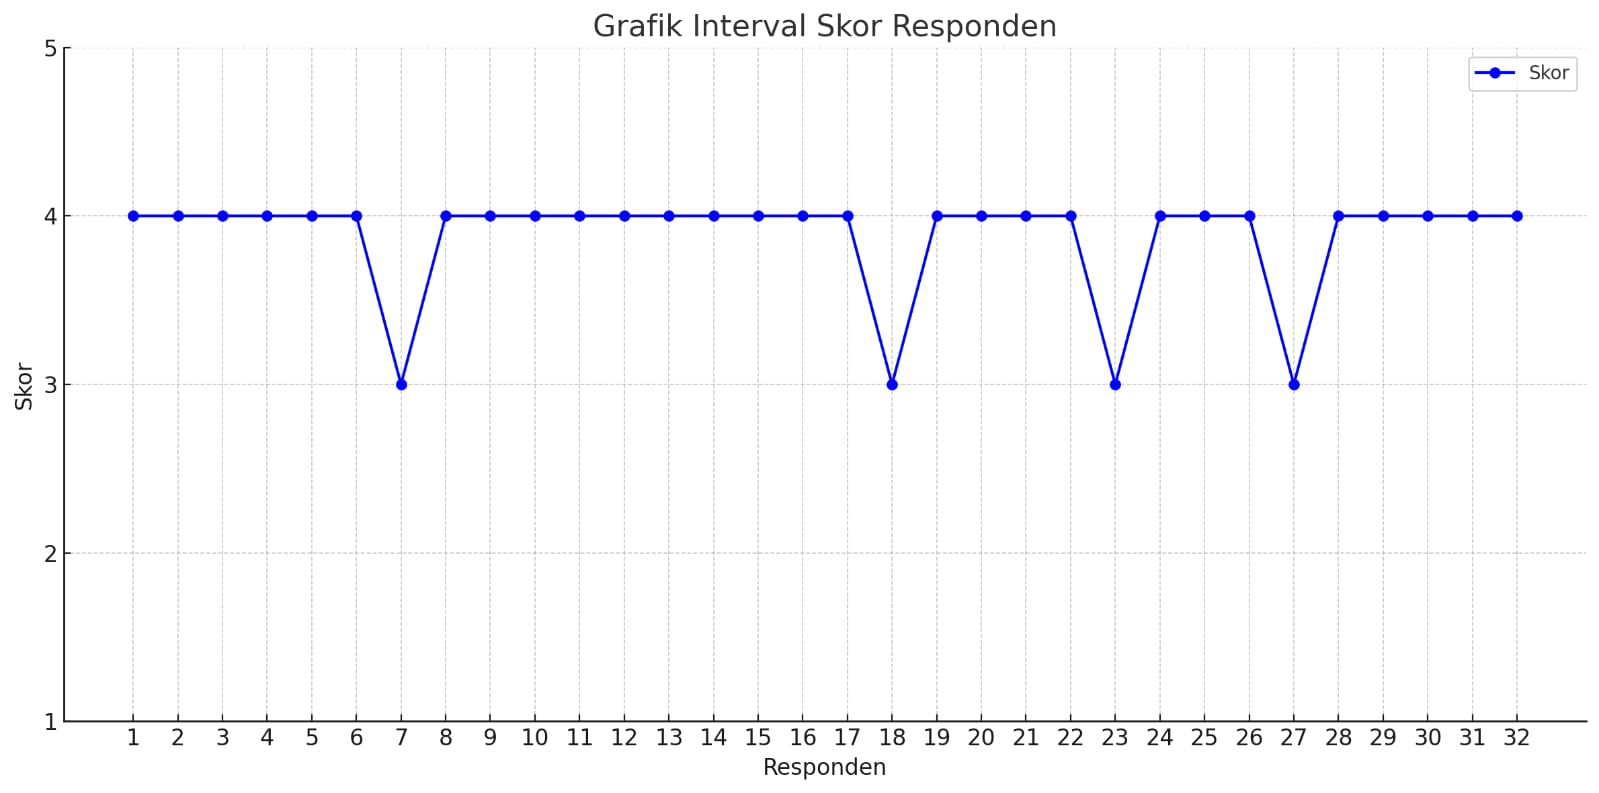 Grafik Interval Skor Responden
Skor
5
4
3
2
1
Skor
1 2 3 4 5 6 7 8 9 10 11 12 13 14 15 16 17 18 19 20 21 22 23 24 25 26 27 28 29 30 31 32
Responden